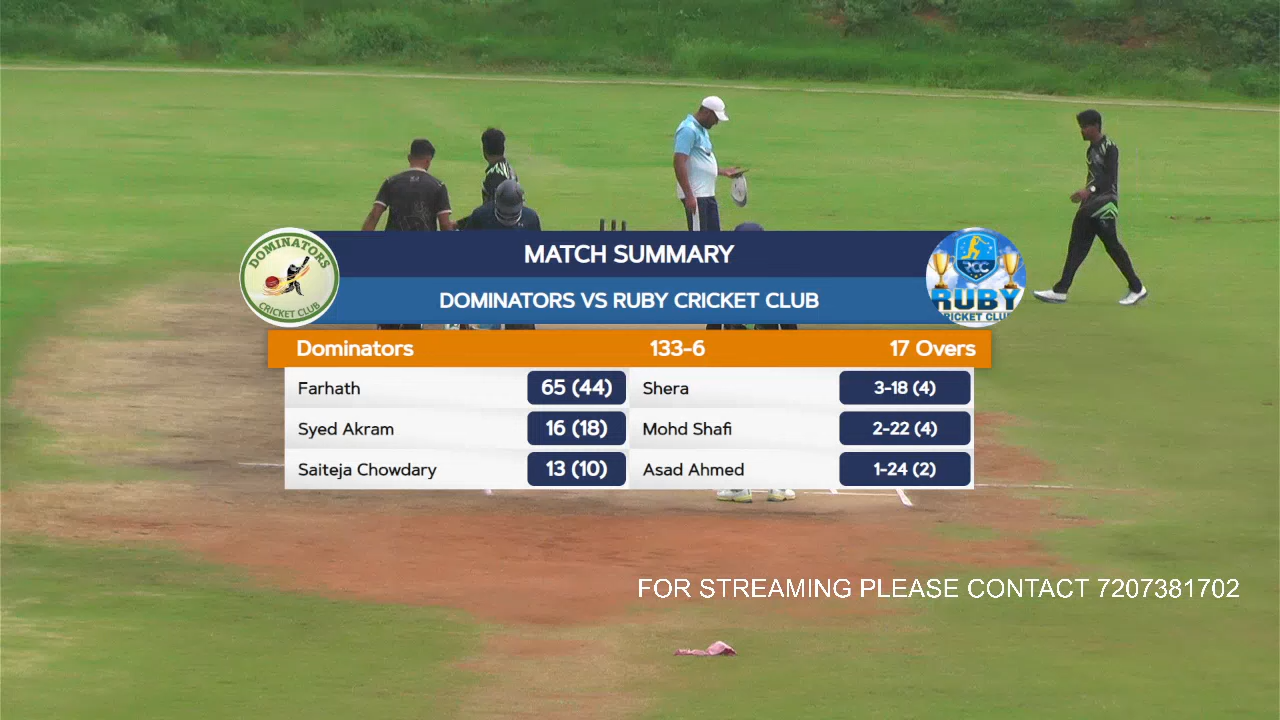 MATCH SUMMARY
DOMINATORS VS RUBY CRICKET CLUB
DOMINATORS
CRICKET CLUB
RCC
RUBY
CRICKET CLU
Dominators 133-6 17 Overs
Farhath 65 (44) Shera 3-18 (4)
Syed Akram 16 (18) Mohd Shafi 2-22 (4)
Saiteja Chowdary 13 (10) Asad Ahmed 1-24 (2)
FOR STREAMING PLEASE CONTACT 7207381702